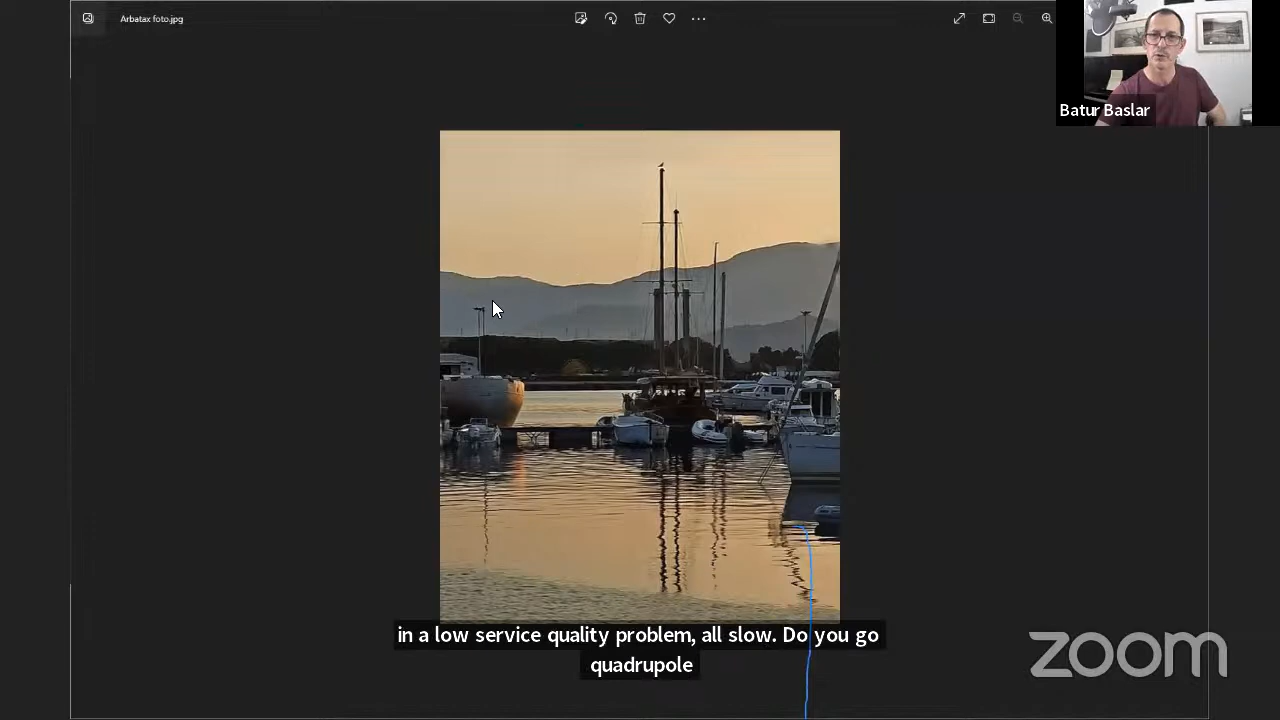 Arbatax foto.jpg
Batur Baslar
in a low service quality problem, all slow. Do you go
quadrupole
zoom